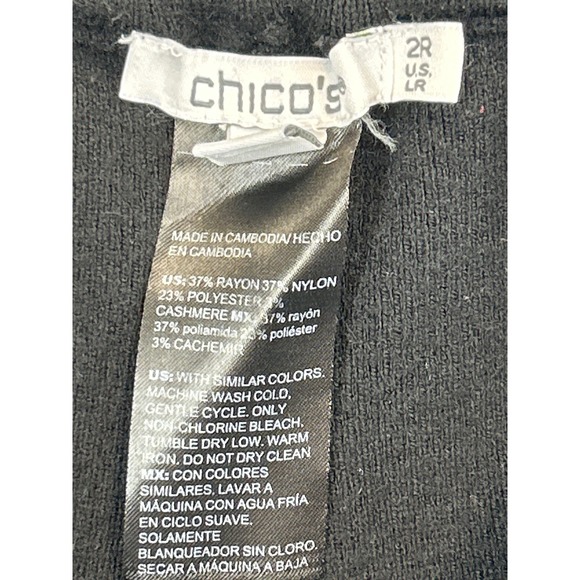 chico's
2R
U.S.
LR
MADE IN CAMBODIA/ HECHO
EN CAMBODIA
US: 37% RAYON 37% NYLON
23% POLYESTER 3%
CASHMERE MX: 37% rayón
37% poliamida 23% poliéster
3% CACHEMIR
US: WITH SIMILAR COLORS.
MACHINE WASH COLD,
GENTLE CYCLE. ONLY
NON-CHLORINE BLEACH.
TUMBLE DRY LOW. WARM
IRON. DO NOT DRY CLEAN
MX: CON COLORES
SIMILARES. LAVAR A
MÁQUINA CON AGUA FRÍA
EN CICLO SUAVE.
SOLAMENTE
BLANQUEADOR SIN CLORO.
SECAR A MÁQUINA A BAJA